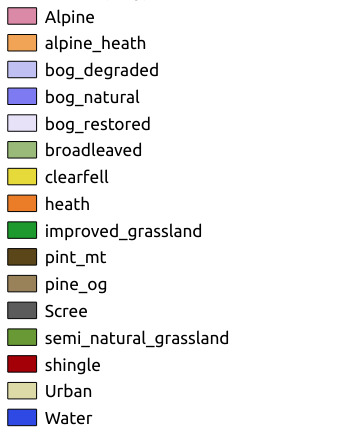 Alpine
alpine_heath
bog_degraded
bog_natural
bog_restored
broadleaved
clearfell
heath
improved_grassland
pint_mt
pine_og
Scree
semi_natural_grassland
shingle
Urban
Water